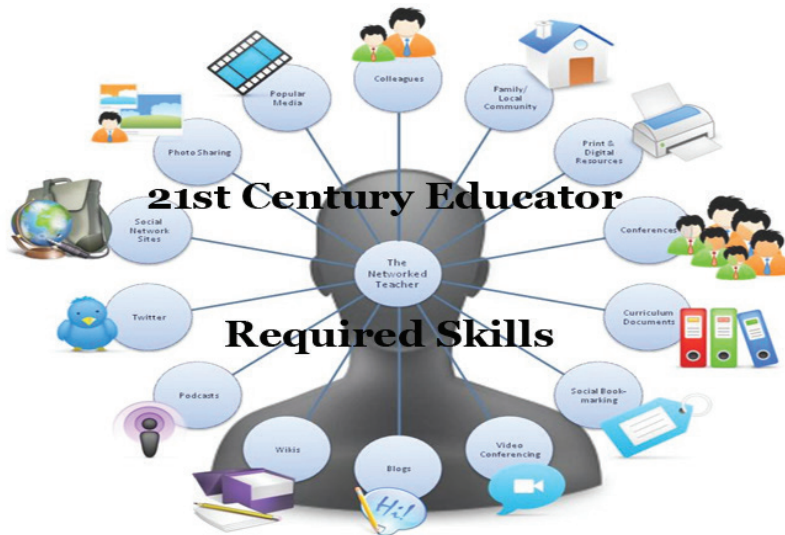 Colleagues
Popular
Media
Family/
Local
Community
Photo Sharing
Print &
Digital
Resources
21st Century Educator
Social
Network
Sites
Conferences
The
Networked
Teacher
Twitter
Curriculum
Documents
Required Skills
Podcasts
Social Book-
marking
Wikis
Blogs
Video
Conferencing
Hi!